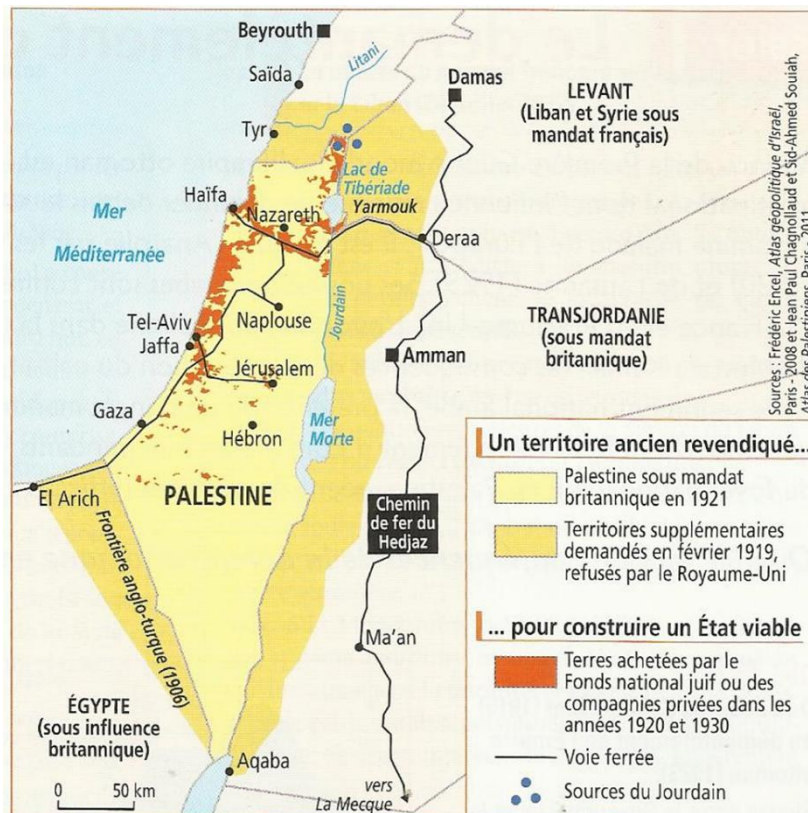 Beyrouth
Litani
Saïda
Damas
LEVANT
(Liban et Syrie sous
mandat français)
Tyr
Lac de
Tibériade
Haïfa
Nazareth
Yarmouk
Mer
Méditerranée
Deraa
Naplouse
Jourdain
TRANSJORDANIE
(sous mandat
britannique)
Tel-Aviv
Jaffa
Amman
Jérusalem
Gaza
Mer
Morte
Hébron
El Arich
PALESTINE
Chemin
de fer du
Hedjaz
Frontière anglo-turque (1906)
Ma'an
ÉGYPTE
(sous influence
britannique)
Aqaba
0 50 km
vers
La Mecque
Sources : Frédéric Encel, Atlas géopolitique d'Israël,
Paris - 2008 et Jean Paul Chagnollaud et Sid-Ahmed Souiah,
Atlas des Palestiniens, Paris - 2011
Un territoire ancien revendiqué...
Palestine sous mandat
britannique en 1921
Territoires supplémentaires
demandés en février 1919,
refusés par le Royaume-Uni
... pour construire un État viable
Terres achetées par le
Fonds national juif ou des
compagnies privées dans les
années 1920 et 1930
Voie ferrée
Sources du Jourdain